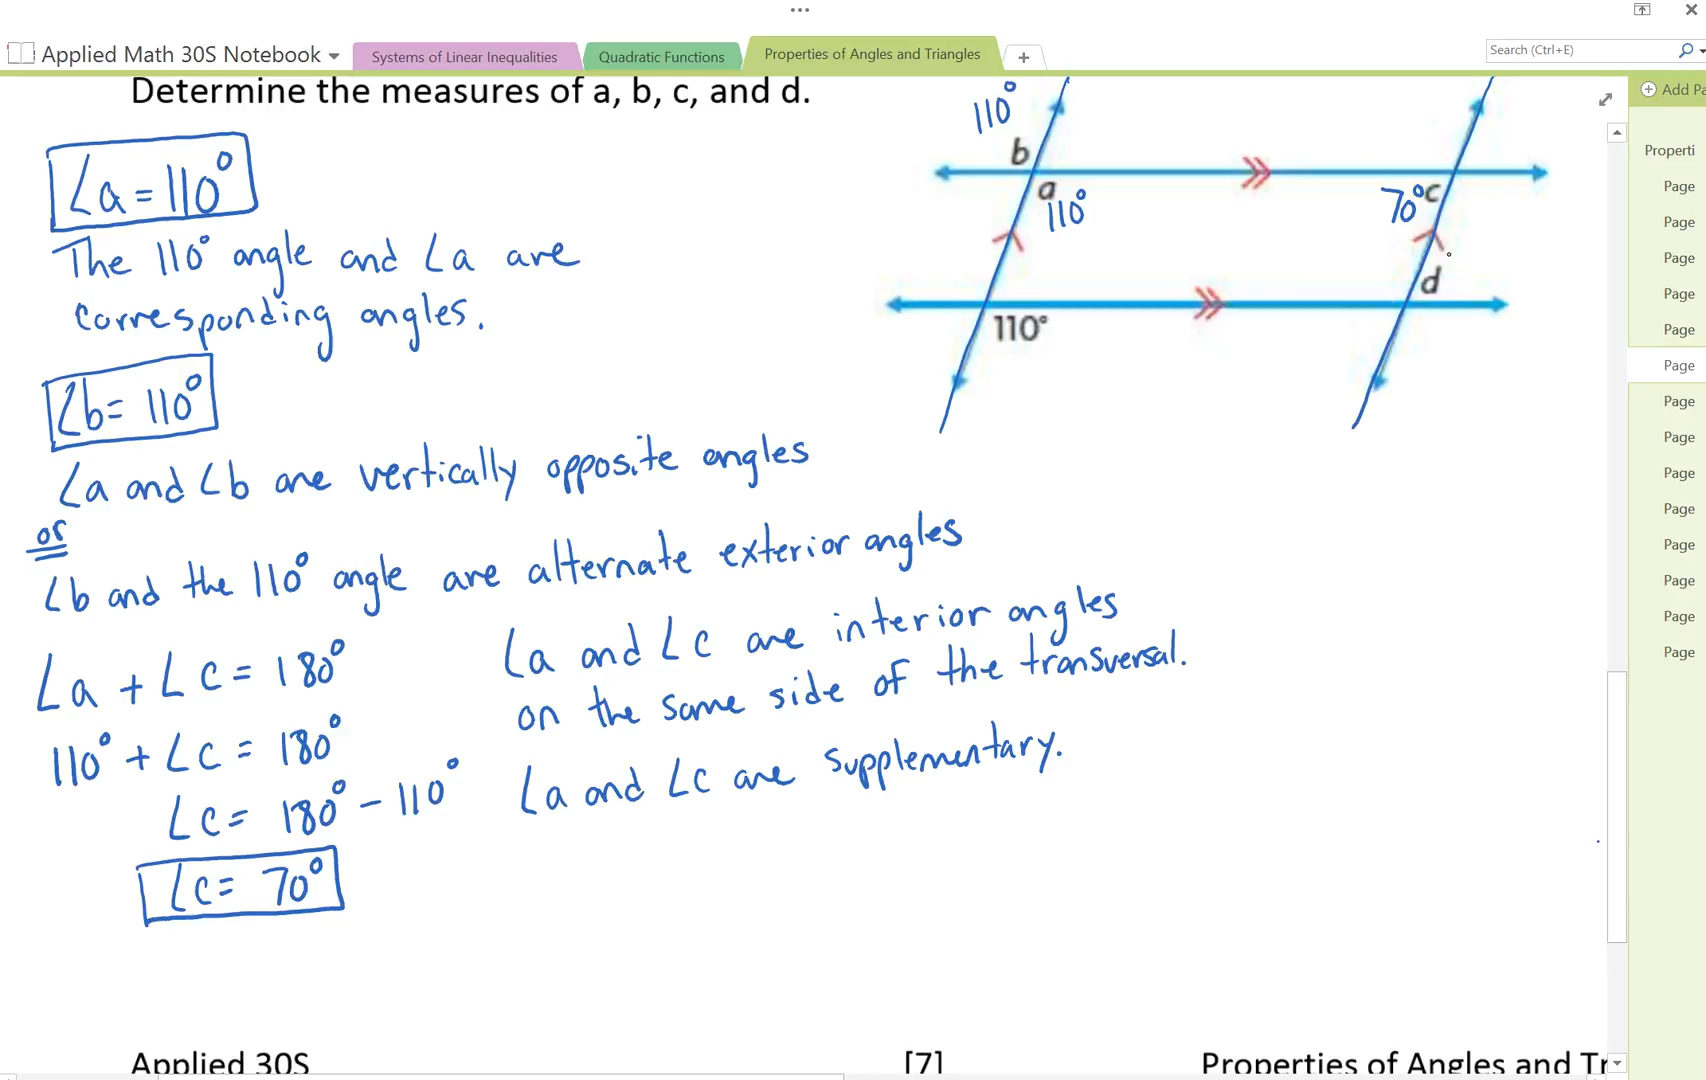 ...
Applied Math 30S Notebook
Systems of Linear Inequalities
Quadratic Functions
Properties of Angles and Triangles
+
Search (Ctrl+E)
Determine the measures of a, b, c, and d.
∠a = 110°
The 110° angle and ∠a are
corresponding angles.
∠b = 110°
∠a and ∠b are vertically opposite angles
or
∠b and the 110° angle are alternate exterior angles
∠a + ∠c = 180°
110° + ∠c = 180°
∠c = 180° - 110°
∠c = 70°
∠a and ∠c are interior angles
on the same side of the transversal.
∠a and ∠c are supplementary.
110°
b
a
110°
70° c
d
110°
Applied 30S
[7]
Properties of Angles and Tr
Add Pa
Properti
Page
Page
Page
Page
Page
Page
Page
Page
Page
Page
Page
Page
Page
Page